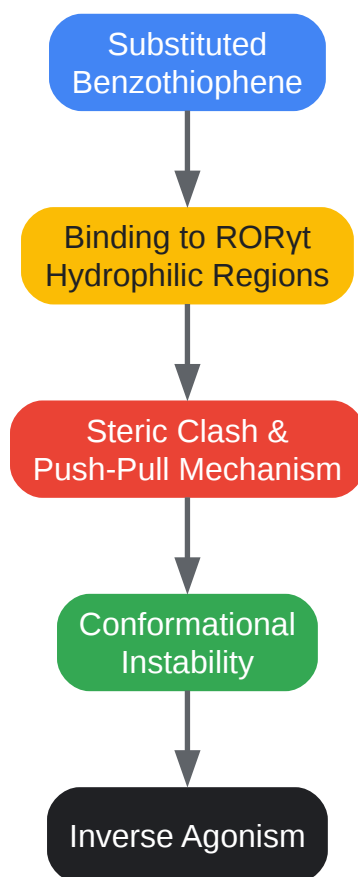 Substituted
Benzothiophene
Binding to RORγt
Hydrophilic Regions
Steric Clash &
Push-Pull Mechanism
Conformational
Instability
Inverse Agonism